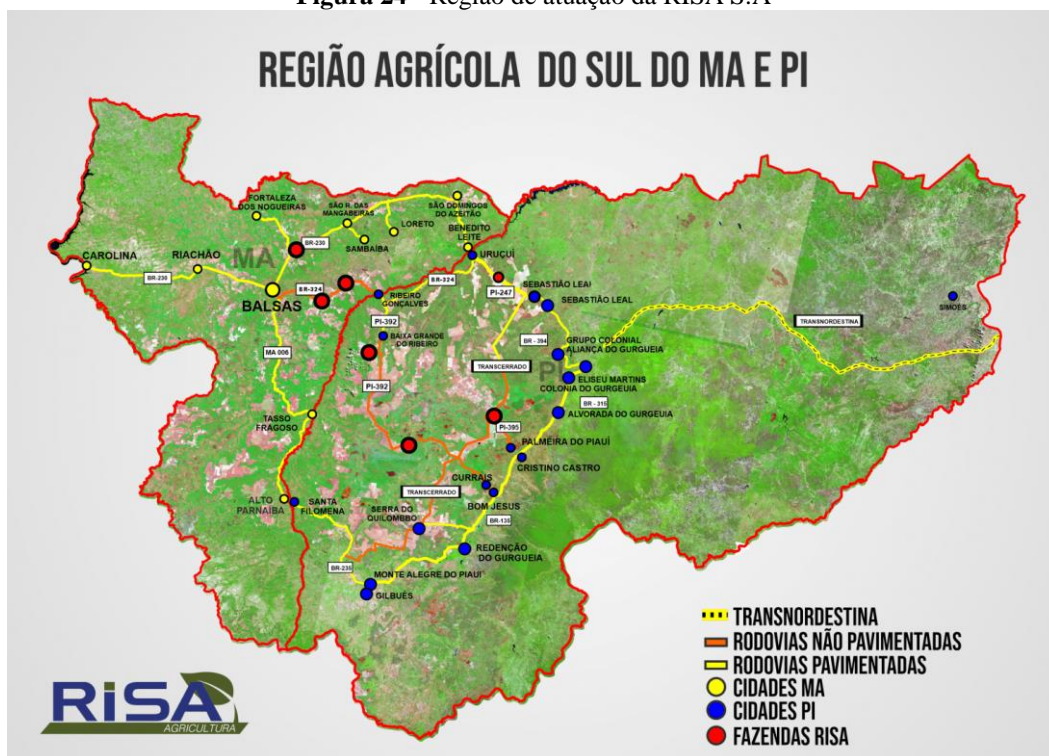 Figura 24 - Região de atuação da RISA S.A
REGIÃO AGRÍCOLA DO SUL DO MA E PI
FORTALEZA
DOS NOGUEIRAS
SÃO R. DAS
MANGABEIRAS
SÃO DOMINGOS
DO AZEITÃO
LORETO
BENEDITO
LEITE
SAMBAÍBA
BR-230
CAROLINA
RIACHÃO
MA
URUÇUÍ
BR-230
BR-324
BR-324
BALSAS
RIBEIRO
GONÇALVES
PI-247
SEBASTIÃO LEAL
SEBASTIÃO LEAL
SIMÕES
PI-392
BAIXA GRANDE
DO RIBEIRO
TRANSNORDESTINA
BR - 394
GRUPO COLONIAL
ALIANÇA DO GURGUEIA
MA 006
TRANSCERRADO
PI
ELISEU MARTINS
COLONIA DO GURGEUIA
PI-392
BR - 315
TASSO
FRAGOSO
ALVORADA DO GURGEUIA
PI-395
PALMEIRA DO PIAUÍ
CRISTINO CASTRO
CURRAIS
TRANSCERRADO
BOM JESUS
ALTO
PARNAÍBA
SANTA
FILOMENA
SERRA DO
QUILOMBBO
BR-135
REDENÇÃO
DO GURGUEIA
BR-235
MONTE ALEGRE DO PIAUI
GILBUÉS
TRANSNORDESTINA
RODOVIAS NÃO PAVIMENTADAS
RODOVIAS PAVIMENTADAS
CIDADES MA
CIDADES PI
FAZENDAS RISA
RiSA
AGRICULTURA